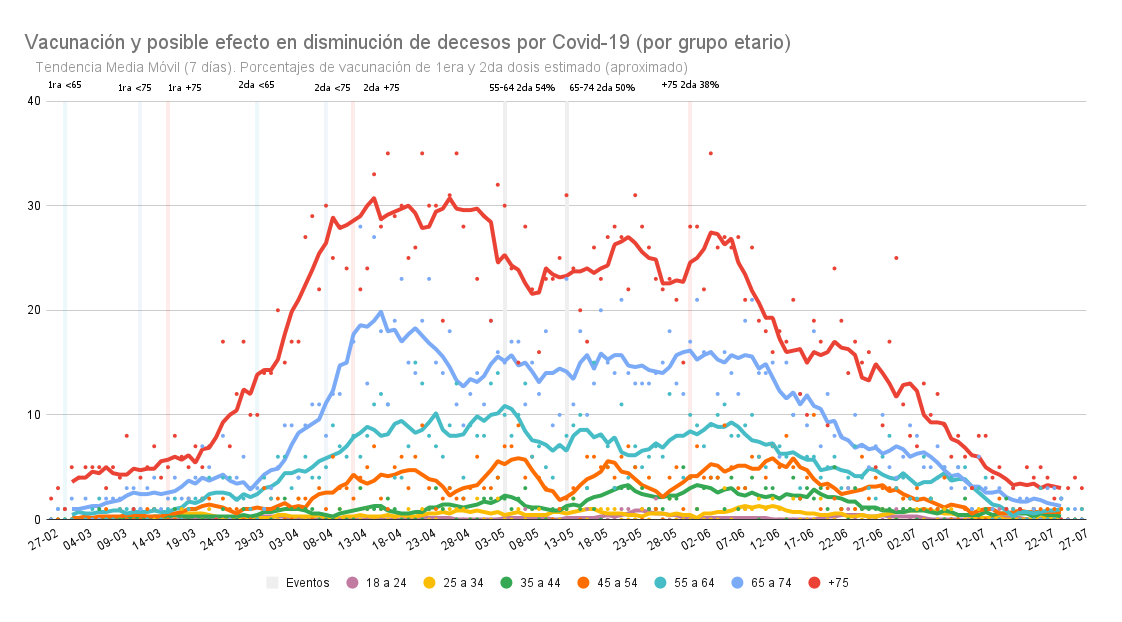 Vacunación y posible efecto en disminución de decesos por Covid-19 (por grupo etario)
Tendencia Media Móvil (7 días). Porcentajes de vacunación de 1era y 2da dosis estimado (aproximado)
1ra <65 1ra <75 1ra +75 2da <65 2da <75 2da +75 55-64 2da 54% 65-74 2da 50% +75 2da 38%
40
30
20
10
0
27-02 04-03 09-03 14-03 19-03 24-03 29-03 03-04 08-04 13-04 18-04 23-04 28-04 03-05 08-05 13-05 18-05 23-05 28-05 02-06 07-06 12-06 17-06 22-06 27-06 02-07 07-07 12-07 17-07 22-07 27-07
Eventos 18 a 24 25 a 34 35 a 44 45 a 54 55 a 64 65 a 74 +75